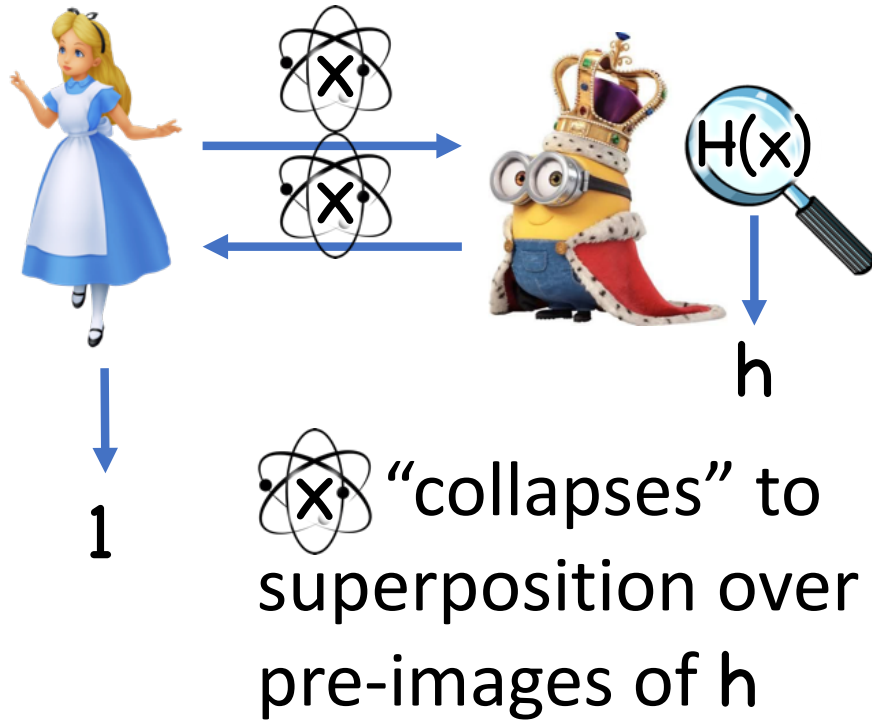 x
H(x)
x
h
1
x "collapses" to
superposition over
pre-images of h